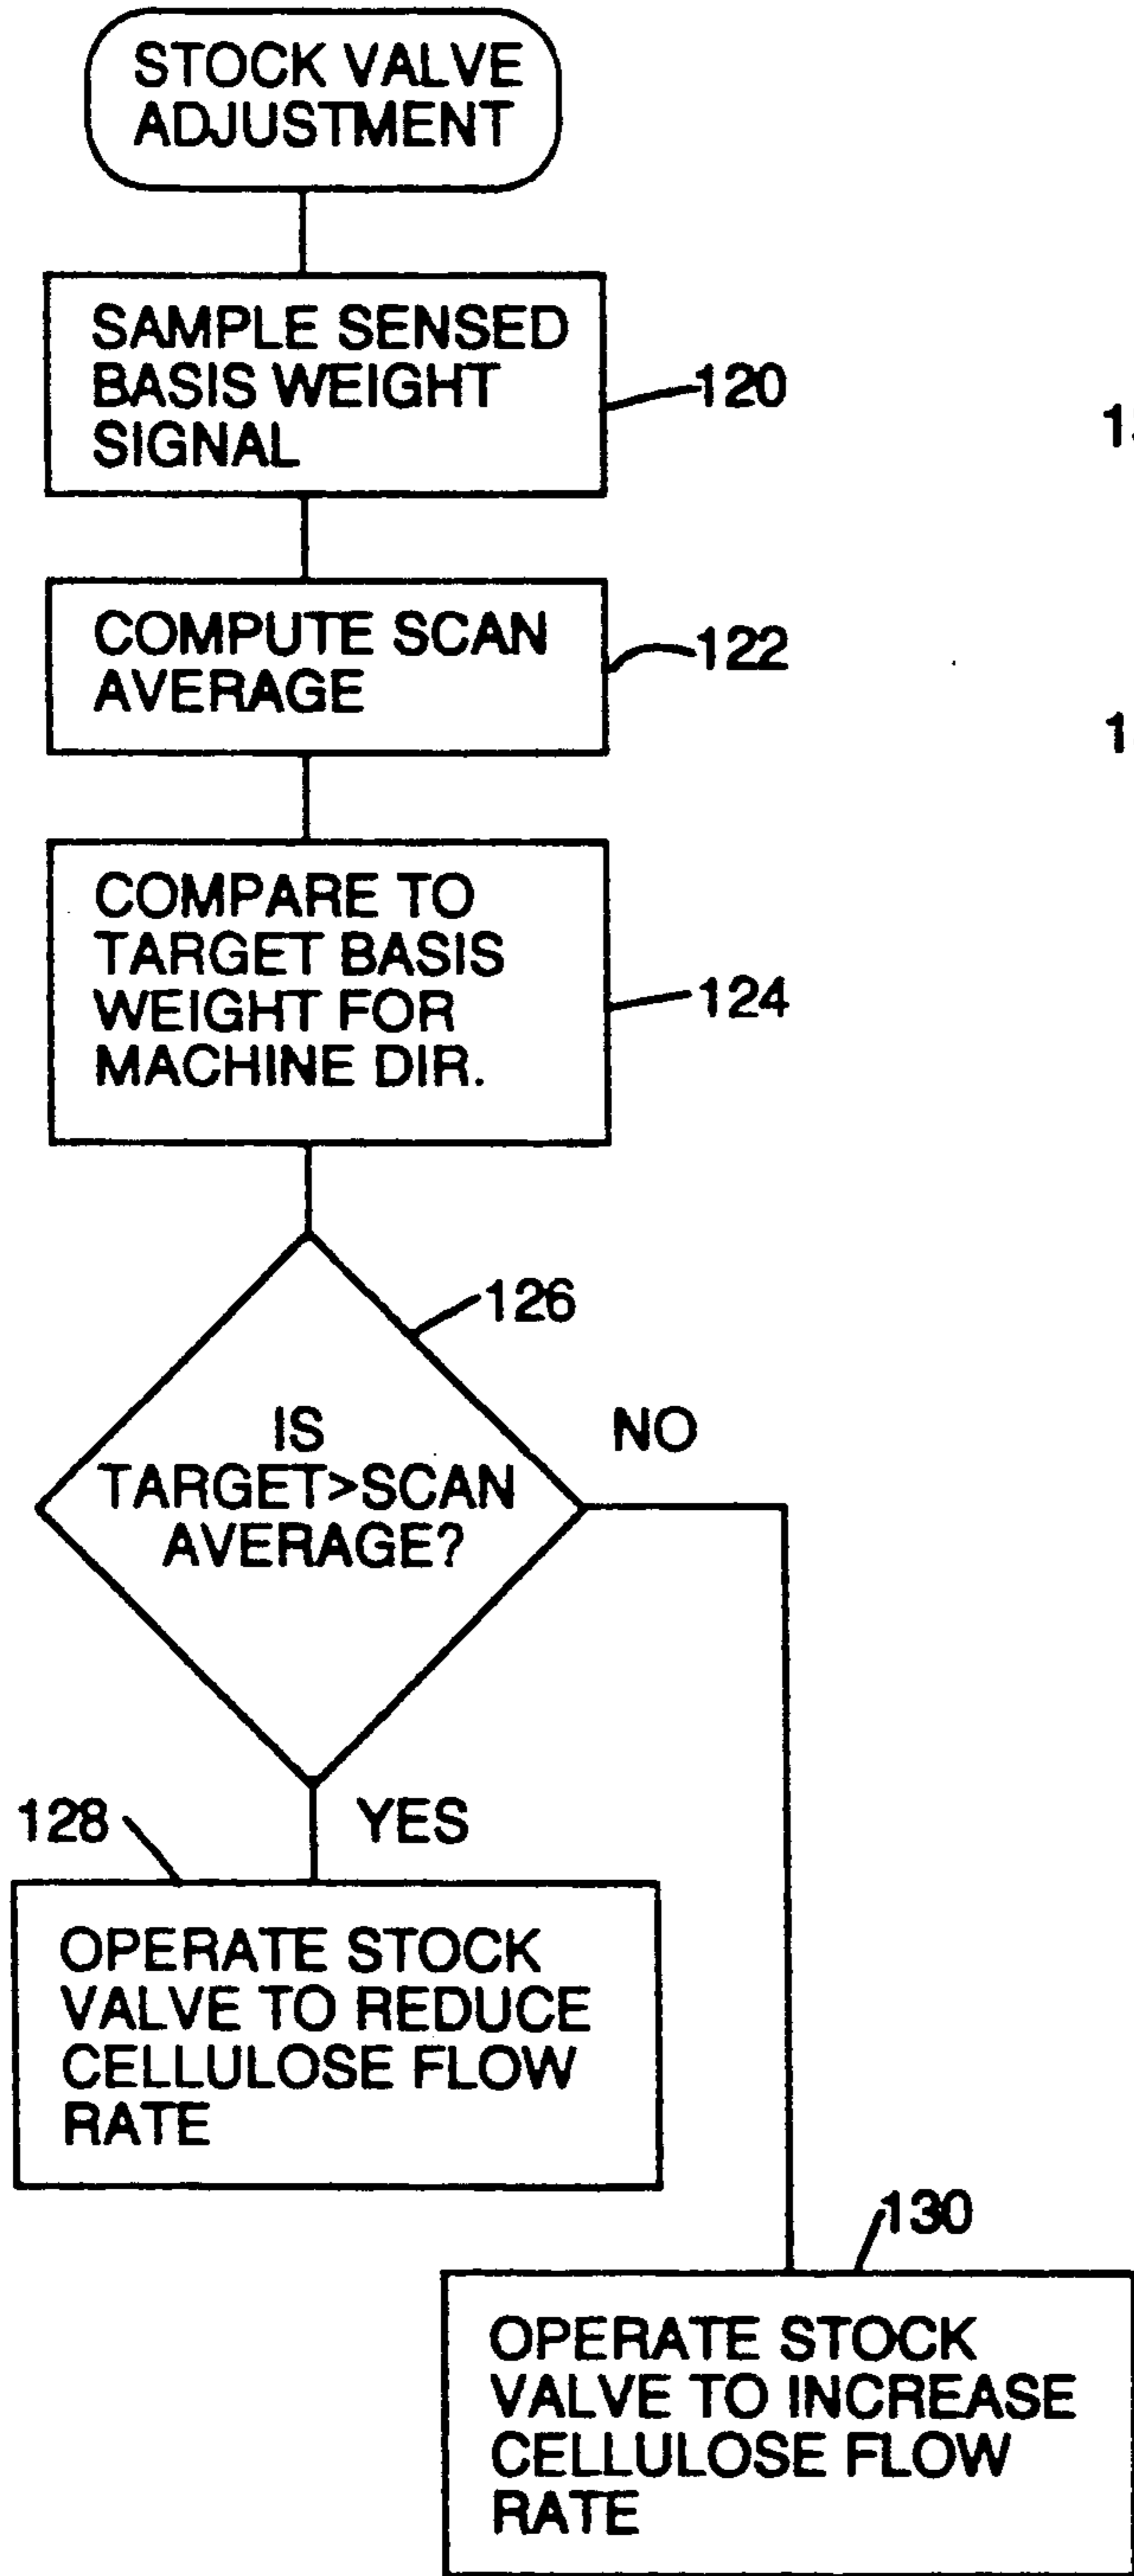 STOCK VALVE
ADJUSTMENT
SAMPLE SENSED
BASIS WEIGHT
SIGNAL
120
COMPUTE SCAN
AVERAGE
122
COMPARE TO
TARGET BASIS
WEIGHT FOR
MACHINE DIR.
124
126
IS
TARGET>SCAN
AVERAGE?
NO
YES
128
OPERATE STOCK
VALVE TO REDUCE
CELLULOSE FLOW
RATE
130
OPERATE STOCK
VALVE TO INCREASE
CELLULOSE FLOW
RATE